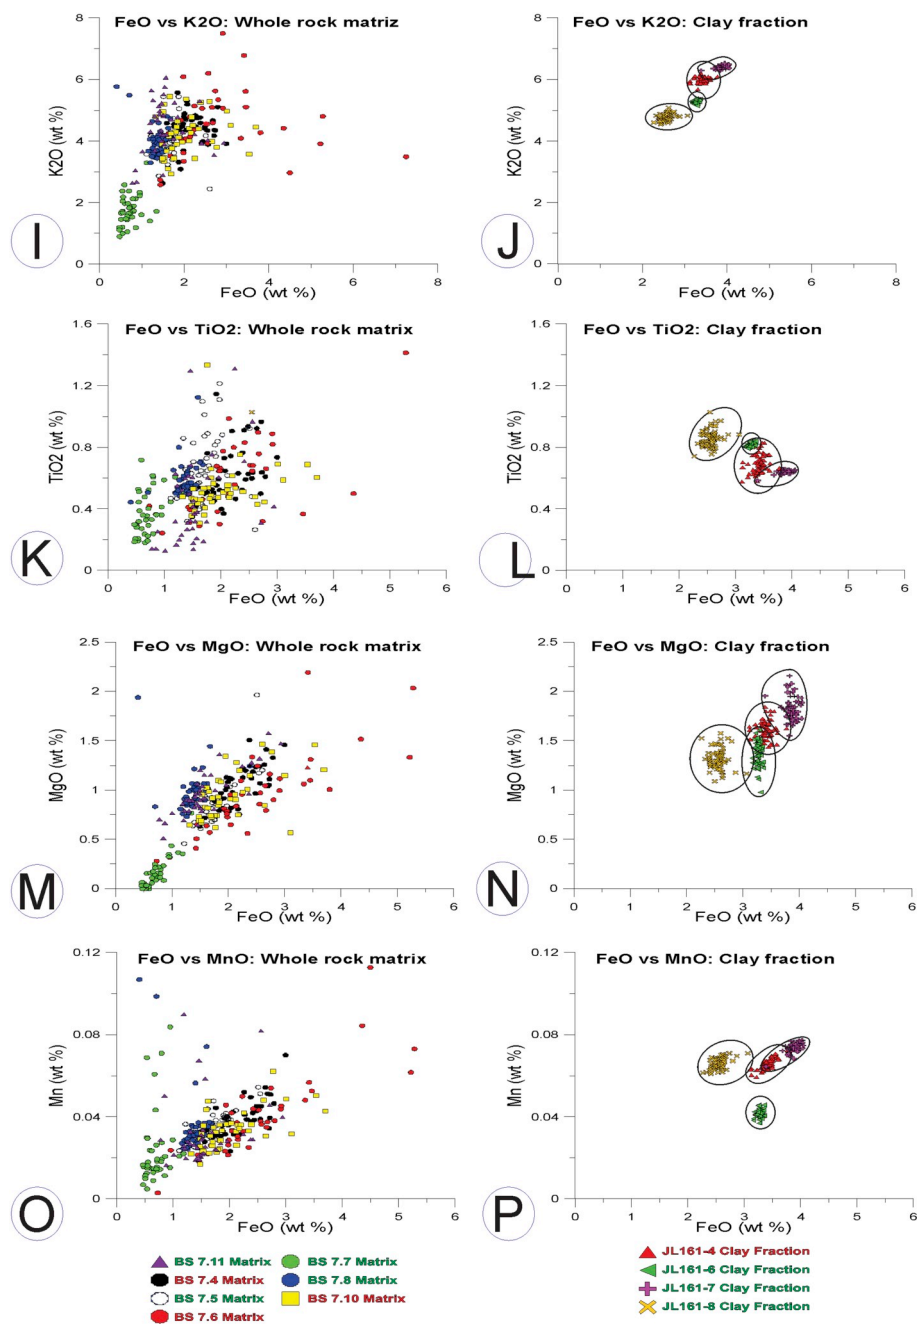 FeO vs K2O: Whole rock matriz
8
6
4
2
0
K2O (wt %)
0 2 4 6 8
FeO (wt %)
I
FeO vs K2O: Clay fraction
8
6
4
2
0
K2O (wt %)
0 1 2 3 4 5 6 7 8
FeO (wt %)
J
FeO vs TiO2: Whole rock matrix
1.6
1.2
0.8
0.4
0
TiO2 (wt %)
0 1 2 3 4 5 6
FeO (wt %)
K
FeO vs TiO2: Clay fraction
1.6
1.2
0.8
0.4
0
TiO2 (wt %)
0 1 2 3 4 5 6
FeO (wt %)
L
FeO vs MgO: Whole rock matrix
2.5
2
1.5
1
0.5
0
MgO (wt %)
0 1 2 3 4 5 6
FeO (wt %)
M
FeO vs MgO: Clay fraction
2.5
2
1.5
1
0.5
0
MgO (wt %)
0 1 2 3 4 5 6
FeO (wt %)
N
FeO vs MnO: Whole rock matrix
0.12
0.08
0.04
0
Mn (wt %)
0 1 2 3 4 5 6
FeO (wt %)
O
FeO vs MnO: Clay fraction
0.12
0.08
0.04
0
Mn (wt %)
0 1 2 3 4 5 6
FeO (wt %)
P
BS 7.11 Matrix
BS 7.4 Matrix
BS 7.5 Matrix
BS 7.6 Matrix
BS 7.7 Matrix
BS 7.8 Matrix
BS 7.10 Matrix
JL161-4 Clay Fraction
JL161-6 Clay Fraction
JL161-7 Clay Fraction
JL161-8 Clay Fraction